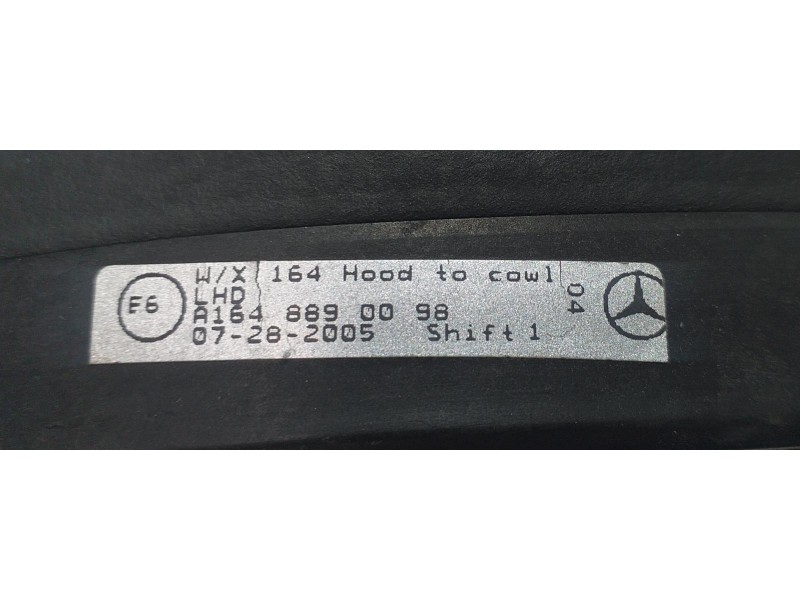 E6
W/X 164 Hood to cowl
LHD
A164 889 00 98
07-28-2005 Shift 1
04